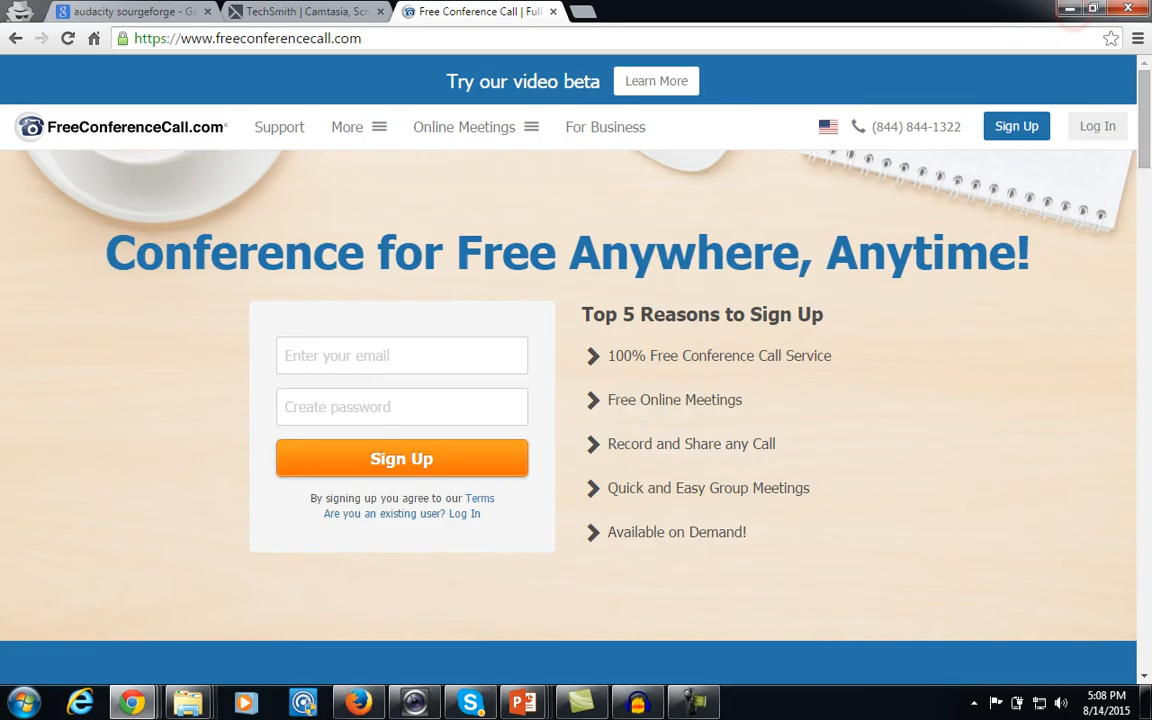 audacity sourgeforge - Go
TechSmith | Camtasia, Scr
Free Conference Call | Full
https://www.freeconferencecall.com
Try our video beta
Learn More
FreeConferenceCall.com
Support
More
Online Meetings
For Business
(844) 844-1322
Sign Up
Log In
Conference for Free Anywhere, Anytime!
Enter your email
Create password
Sign Up
By signing up you agree to our Terms
Are you an existing user? Log In
Top 5 Reasons to Sign Up
100% Free Conference Call Service
Free Online Meetings
Record and Share any Call
Quick and Easy Group Meetings
Available on Demand!
5:08 PM
8/14/2015